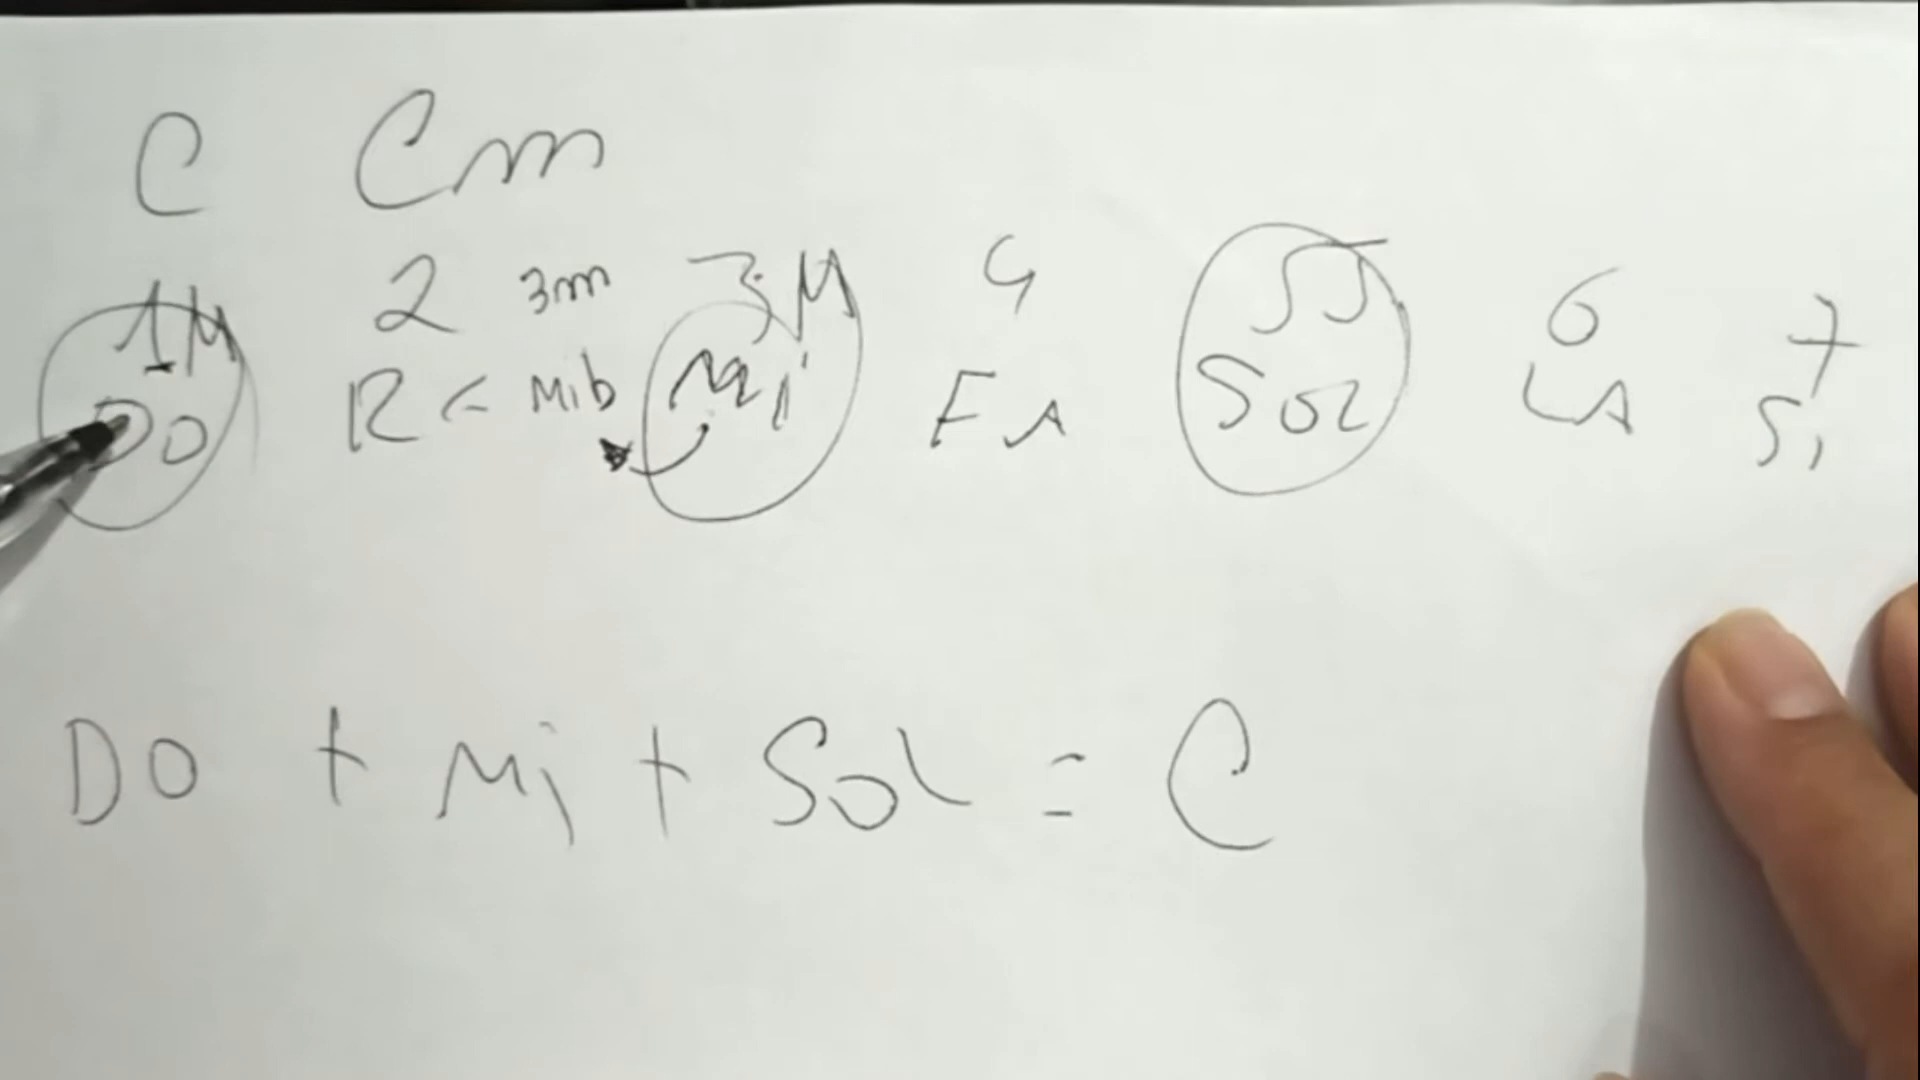 C Cm
1M 2 3m 3M 4 5J 6 7
DO Re Mib Mi FA Sol LA Si
DO + Mi + Sol = C